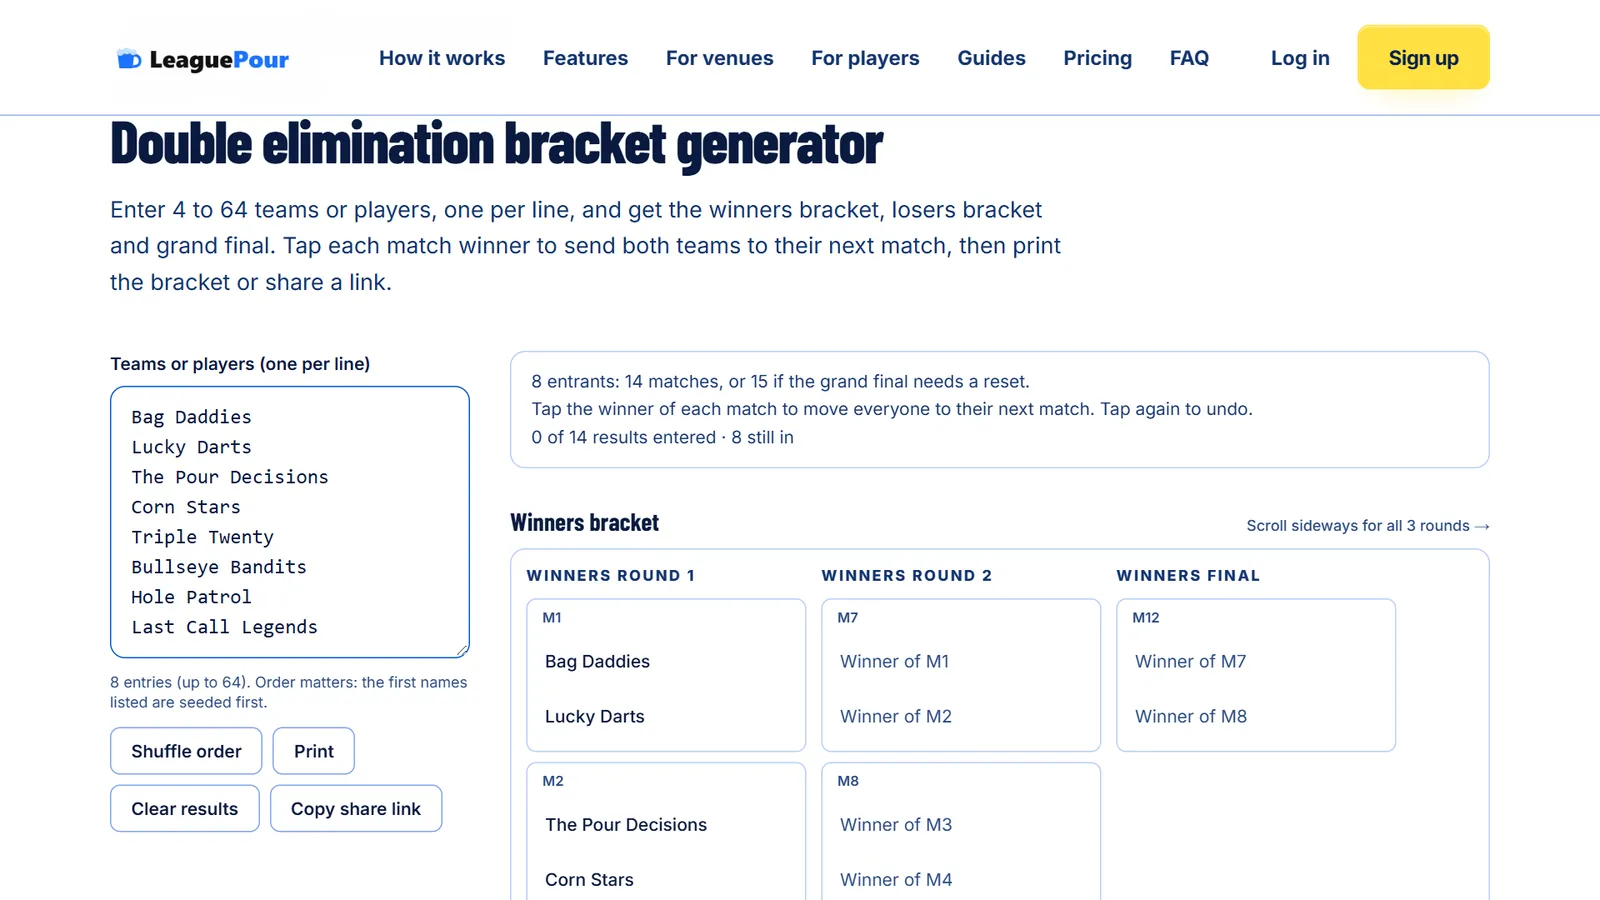 LeaguePour
How it works
Features
For venues
For players
Guides
Pricing
FAQ
Log in
Sign up
Double elimination bracket generator
Enter 4 to 64 teams or players, one per line, and get the winners bracket, losers bracket
and grand final. Tap each match winner to send both teams to their next match, then print
the bracket or share a link.
Teams or players (one per line)
Bag Daddies
Lucky Darts
The Pour Decisions
Corn Stars
Triple Twenty
Bullseye Bandits
Hole Patrol
Last Call Legends
8 entries (up to 64). Order matters: the first names
listed are seeded first.
Shuffle order
Print
Clear results
Copy share link
8 entrants: 14 matches, or 15 if the grand final needs a reset.
Tap the winner of each match to move everyone to their next match. Tap again to undo.
0 of 14 results entered · 8 still in
Winners bracket
Scroll sideways for all 3 rounds →
WINNERS ROUND 1
M1
Bag Daddies
Lucky Darts
M2
The Pour Decisions
Corn Stars
WINNERS ROUND 2
M7
Winner of M1
Winner of M2
M8
Winner of M3
Winner of M4
WINNERS FINAL
M12
Winner of M7
Winner of M8